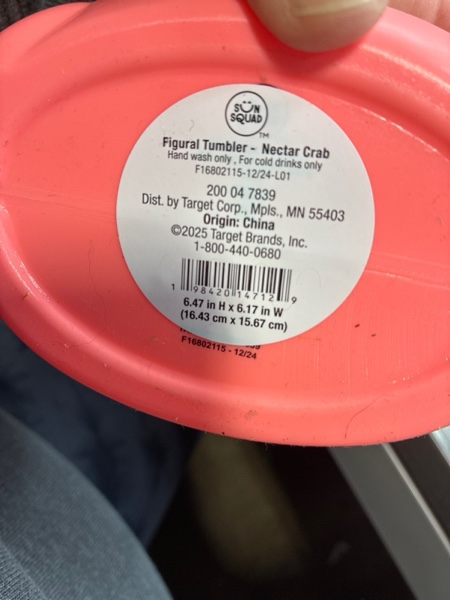 SUN
SQUAD
TM
Figural Tumbler - Nectar Crab
Hand wash only , For cold drinks only
F16802115-12/24-L01
200 04 7839
Dist. by Target Corp., Mpls., MN 55403
Origin: China
©2025 Target Brands, Inc.
1-800-440-0680
1 98420 14712 9
6.47 in H x 6.17 in W
(16.43 cm x 15.67 cm)
F16802115 - 12/24